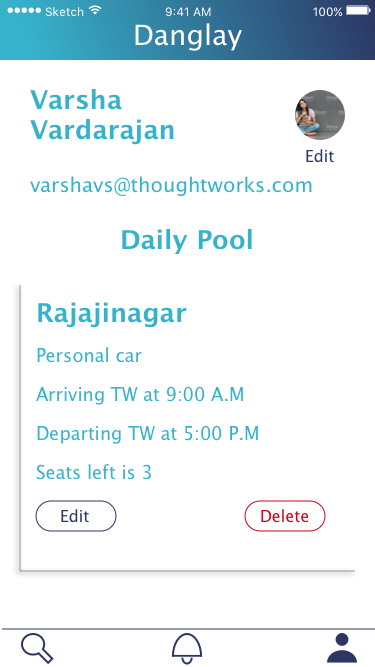 Sketch 9:41 AM 100%
Danglay
Varsha
Vardarajan
Edit
varshavs@thoughtworks.com
Daily Pool
Rajajinagar
Personal car
Arriving TW at 9:00 A.M
Departing TW at 5:00 P.M
Seats left is 3
Edit Delete